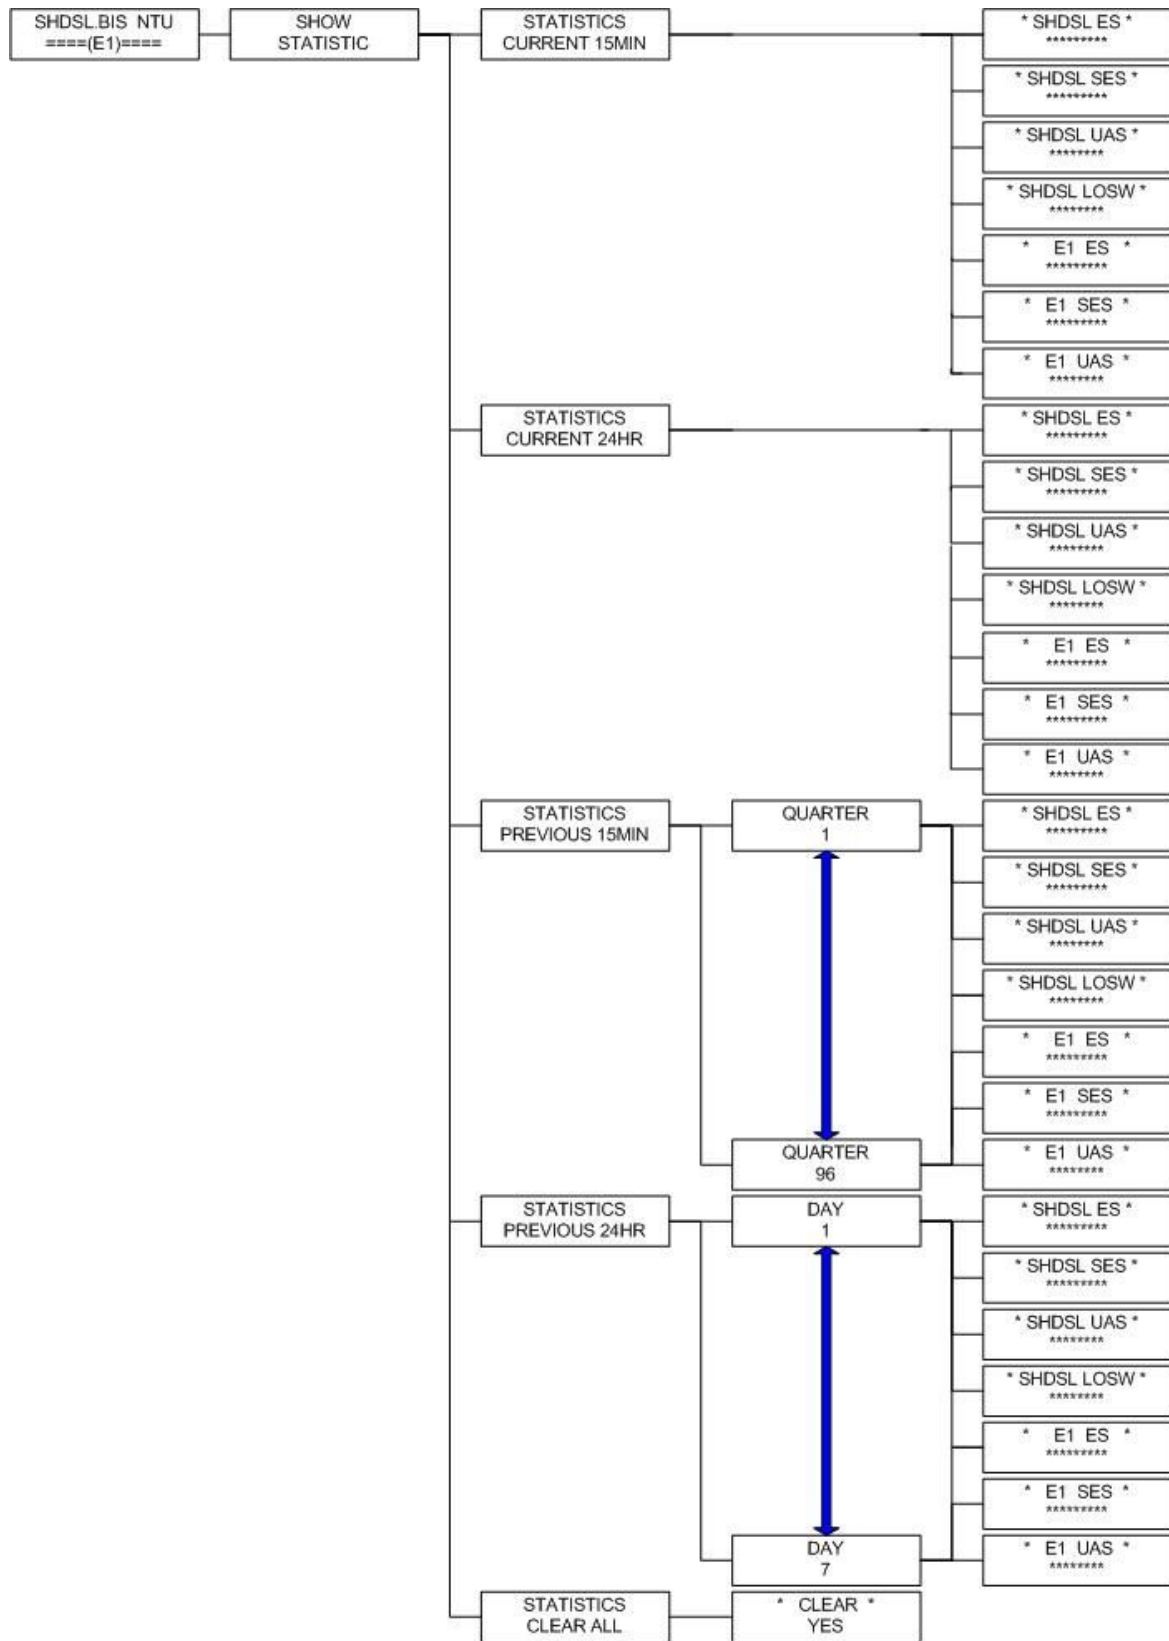 SHDSL.BIS NTU
====(E1)====
SHOW
STATISTIC
STATISTICS
CURRENT 15MIN
* SHDSL ES *
*********
* SHDSL SES *
*********
* SHDSL UAS *
********
* SHDSL LOSW *
********
* E1 ES *
*********
* E1 SES *
*********
* E1 UAS *
********
STATISTICS
CURRENT 24HR
* SHDSL ES *
*********
* SHDSL SES *
*********
* SHDSL UAS *
********
* SHDSL LOSW *
********
* E1 ES *
*********
* E1 SES *
*********
* E1 UAS *
********
STATISTICS
PREVIOUS 15MIN
QUARTER
1
* SHDSL ES *
*********
* SHDSL SES *
*********
* SHDSL UAS *
********
* SHDSL LOSW *
********
* E1 ES *
*********
* E1 SES *
*********
QUARTER
96
* E1 UAS *
********
STATISTICS
PREVIOUS 24HR
DAY
1
* SHDSL ES *
*********
* SHDSL SES *
*********
* SHDSL UAS *
********
* SHDSL LOSW *
********
* E1 ES *
*********
* E1 SES *
*********
DAY
7
* E1 UAS *
********
STATISTICS
CLEAR ALL
* CLEAR *
YES